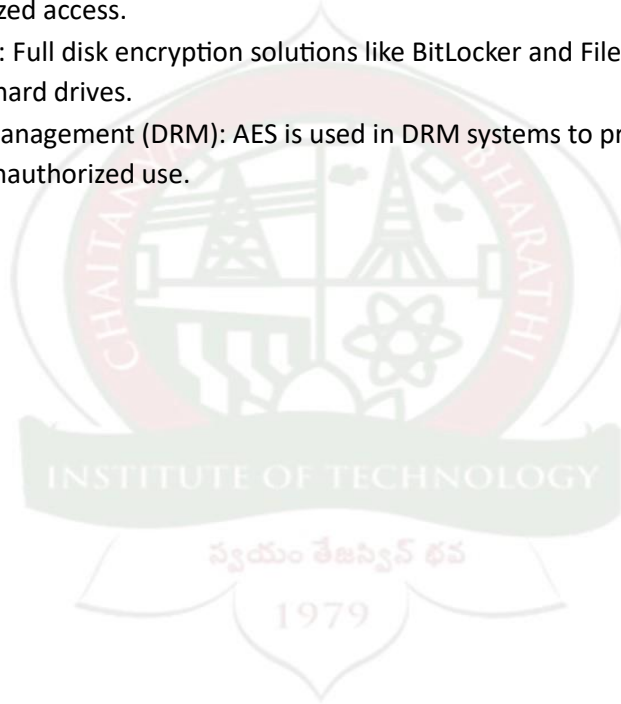 zed access.
: Full disk encryption solutions like BitLocker and File
hard drives.
anagement (DRM): AES is used in DRM systems to pr
nauthorized use.
CHAITANYA BHARATHI
INSTITUTE OF TECHNOLOGY
స్వయం తేజస్విన్ భవ
1979